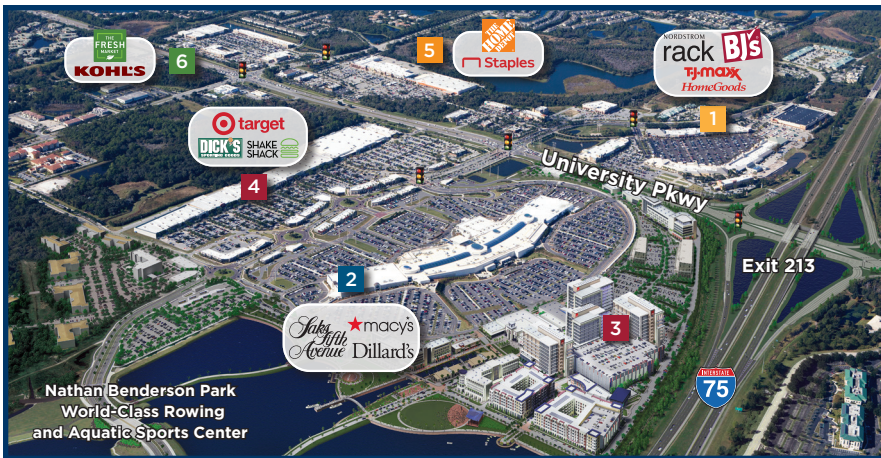 THE
FRESH
MARKET
KOHL'S
6
5
THE
HOME
DEPOT
Staples
NORDSTROM
rack
BJ's
T•J•maxx
HomeGoods
1
target
DICK'S
SPORTING GOODS
SHAKE
SHACK
4
University Pkwy
2
Exit 213
Saks
Fifth
Avenue
macy's
Dillard's
3
INTERSTATE
75
Nathan Benderson Park
World-Class Rowing
and Aquatic Sports Center